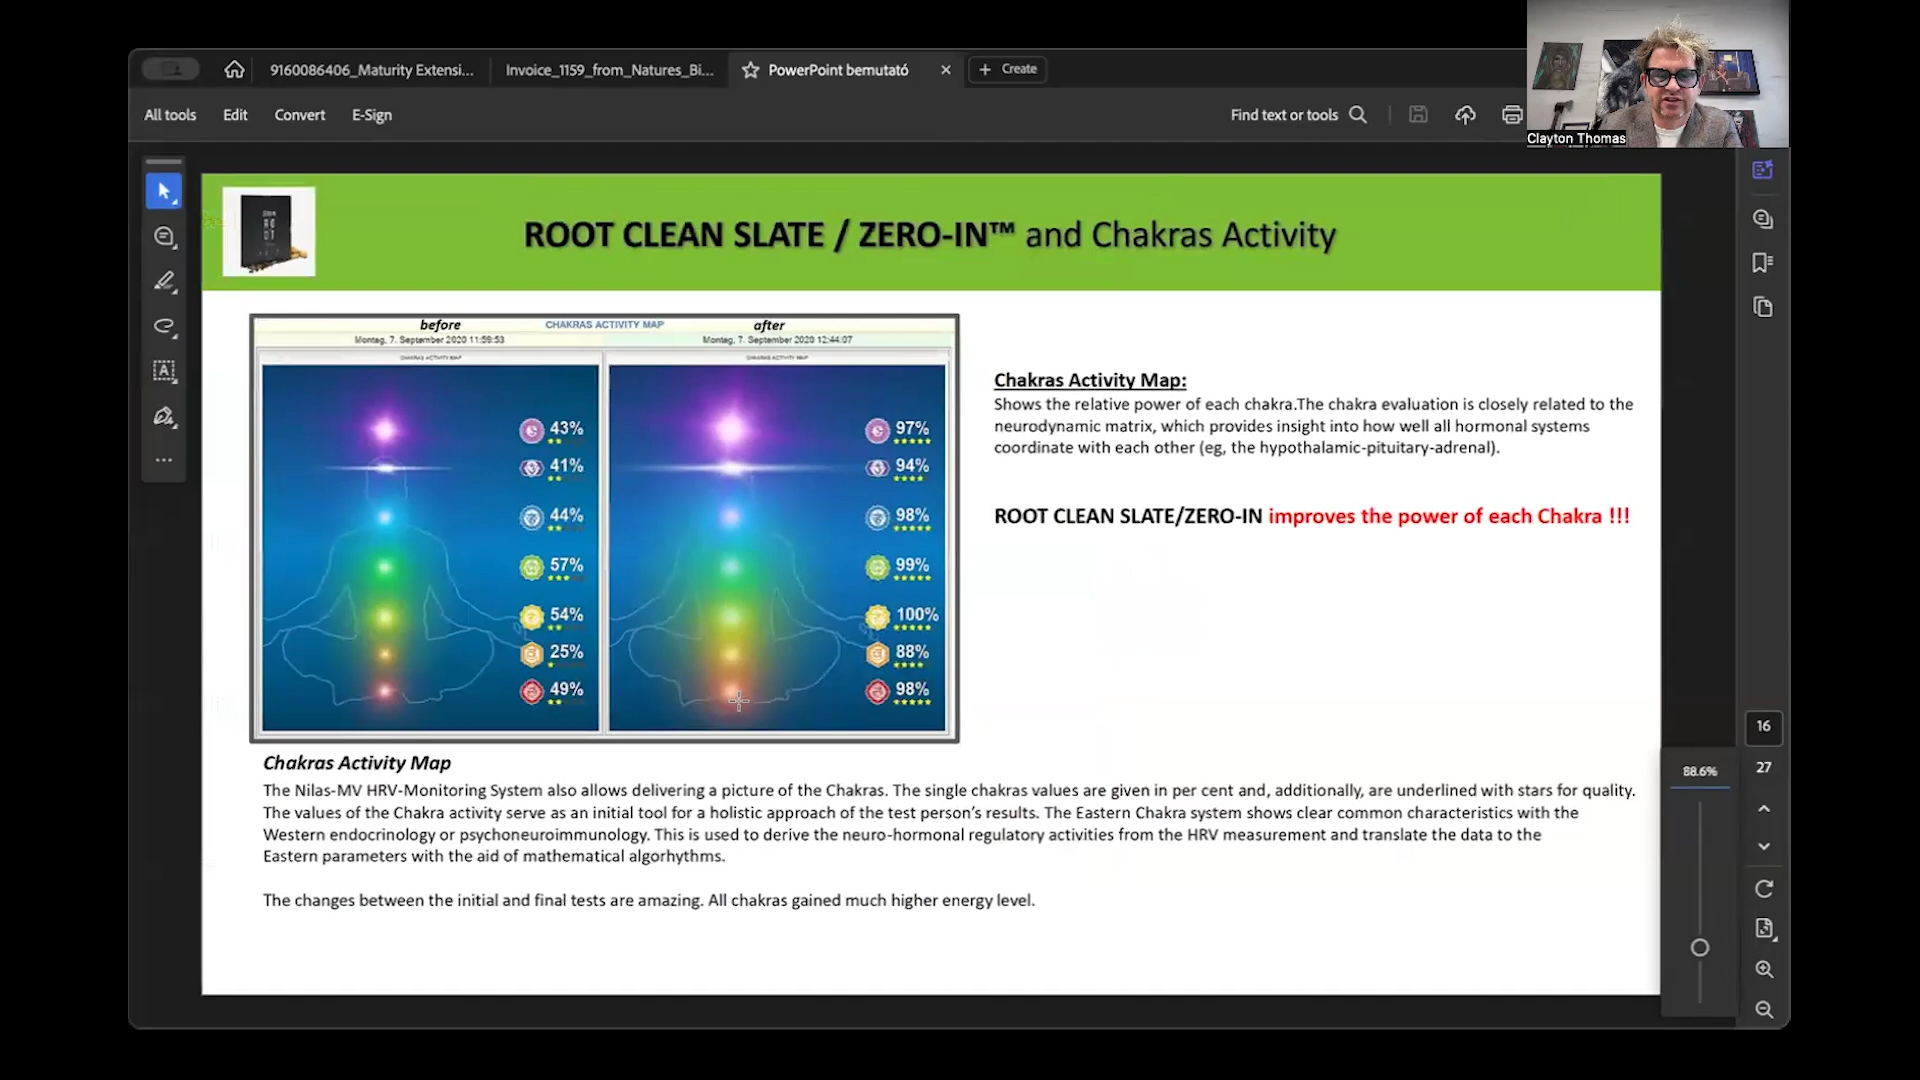 9160086406_Maturity Extensi...
Invoice_1159_from_Natures_Bi...
PowerPoint bemutató
Create
All tools
Edit
Convert
E-Sign
Find text or tools
Clayton Thomas
ROOT CLEAN SLATE / ZERO-IN™ and Chakras Activity
before
CHAKRAS ACTIVITY MAP
after
Montag, 7. September 2020 11:59:53
Montag, 7. September 2020 12:44:07
CHAKRAS ACTIVITY MAP
CHAKRAS ACTIVITY MAP
43%
41%
44%
57%
54%
25%
49%
97%
94%
98%
99%
100%
88%
98%
Chakras Activity Map:
Shows the relative power of each chakra.The chakra evaluation is closely related to the
neurodynamic matrix, which provides insight into how well all hormonal systems
coordinate with each other (eg, the hypothalamic-pituitary-adrenal).
ROOT CLEAN SLATE/ZERO-IN improves the power of each Chakra !!!
Chakras Activity Map
The Nilas-MV HRV-Monitoring System also allows delivering a picture of the Chakras. The single chakras values are given in per cent and, additionally, are underlined with stars for quality.
The values of the Chakra activity serve as an initial tool for a holistic approach of the test person's results. The Eastern Chakra system shows clear common characteristics with the
Western endocrinology or psychoneuroimmunology. This is used to derive the neuro-hormonal regulatory activities from the HRV measurement and translate the data to the
Eastern parameters with the aid of mathematical algorhythms.
The changes between the initial and final tests are amazing. All chakras gained much higher energy level.
16
27
88.6%